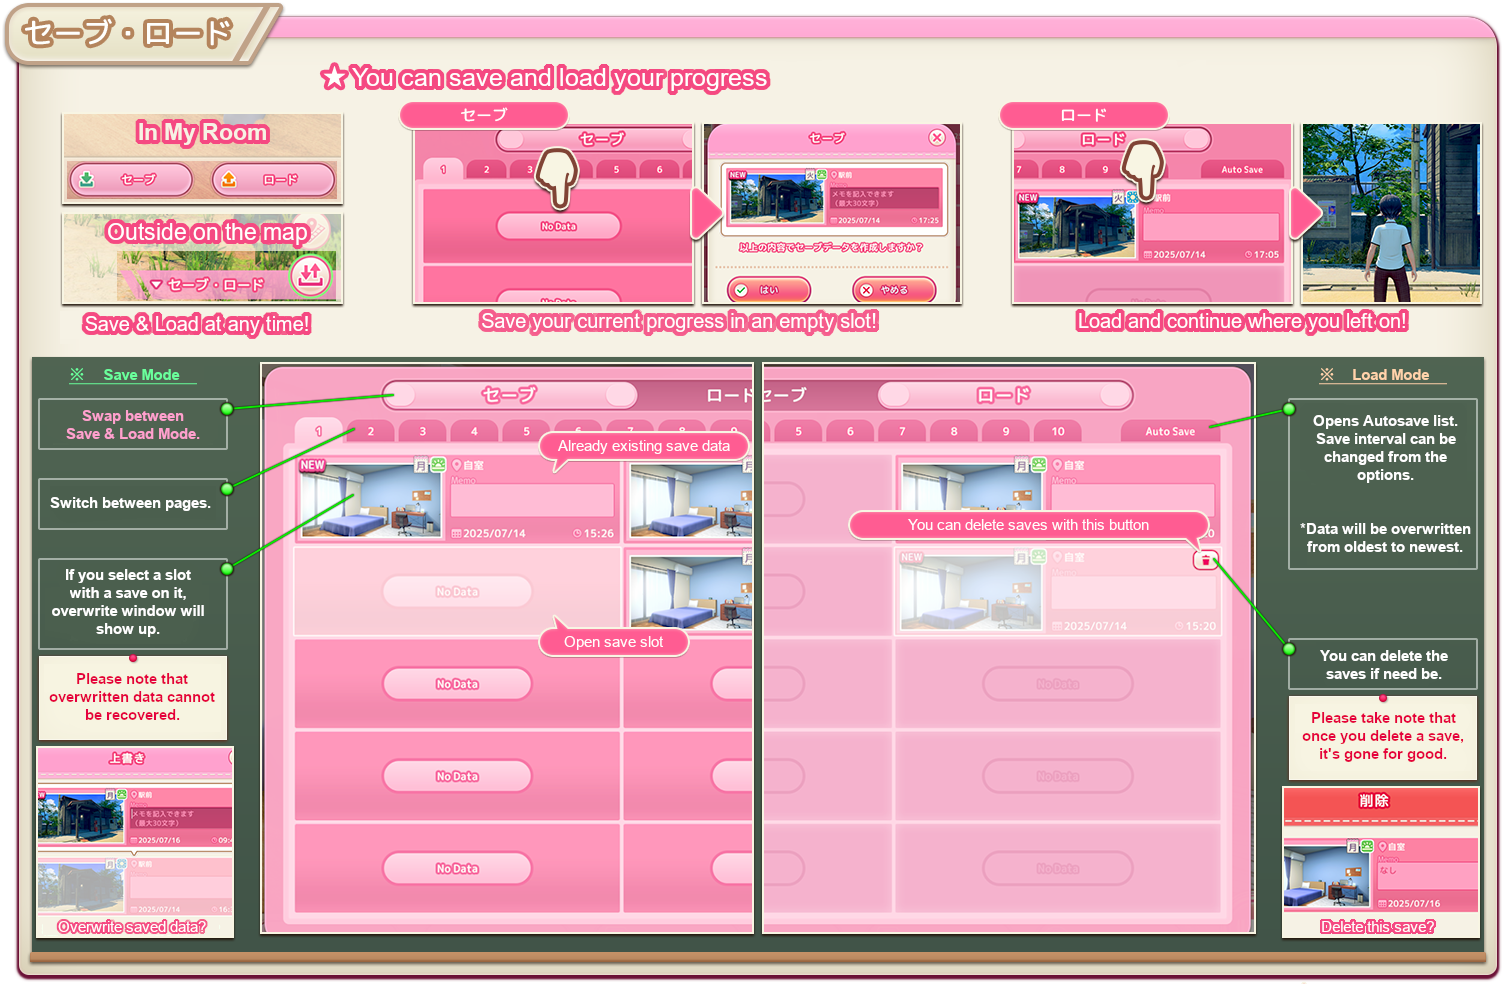 セーブ・ロード
★You can save and load your progress
In My Room
セーブ
ロード
Outside on the map
▼セーブ・ロード
Save & Load at any time!
セーブ
セーブ
1
2
3
5
6
No Data
No Data
セーブ
NEW
火
駅前
Memo
メモを記入できます
(最大30文字)
2025/07/14
17:25
以上の内容でセーブデータを作成しますか?
はい
やめる
Save your current progress in an empty slot!
ロード
ロード
7
8
9
Auto Save
NEW
火
駅前
Memo
2025/07/14
17:05
Load and continue where you left on!
※ Save Mode
Swap between
Save & Load Mode.
Switch between pages.
If you select a slot
with a save on it,
overwrite window will
show up.
Please note that
overwritten data cannot
be recovered.
上書き
月
駅前
メモを記入できます
(最大30文字)
2025/07/16
09:4
月
駅前
2025/07/14
16:
Overwrite saved data?
セーブ
ロード
1
2
3
4
5
6
7
8
9
Already existing save data
NEW
月
自室
Memo
2025/07/14
15:26
月
No Data
月
Open save slot
No Data
No Data
No Data
セーブ
ロード
5
6
7
8
9
10
Auto Save
月
自室
Memo
20
You can delete saves with this button
NEW
月
自室
2025/07/14
15:20
No Data
No Data
No Data
※ Load Mode
Opens Autosave list.
Save interval can be
changed from the
options.
*Data will be overwritten
from oldest to newest.
You can delete the
saves if need be.
Please take note that
once you delete a save,
it's gone for good.
削除
月
自室
Memo
なし
2025/07/16
Delete this save?